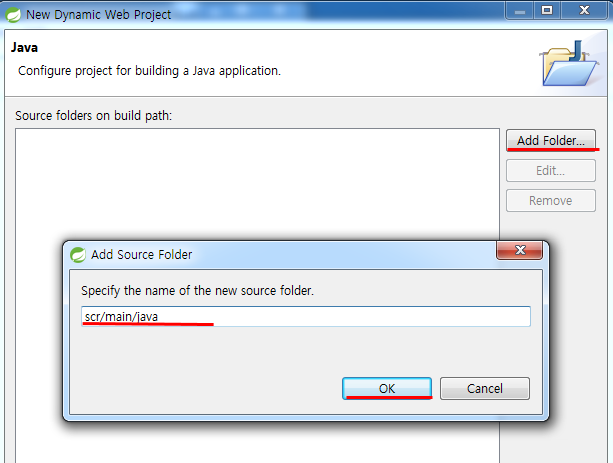 New Dynamic Web Project
Java
Configure project for building a Java application.
Source folders on build path:
Add Folder...
Edit...
Remove
Add Source Folder
Specify the name of the new source folder.
scr/main/java
OK
Cancel